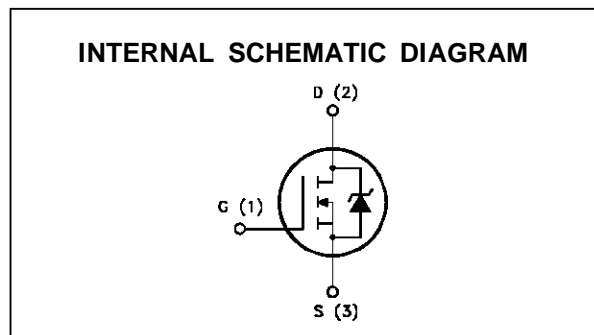 INTERNAL SCHEMATIC DIAGRAM
D (2)
G (1)
S (3)